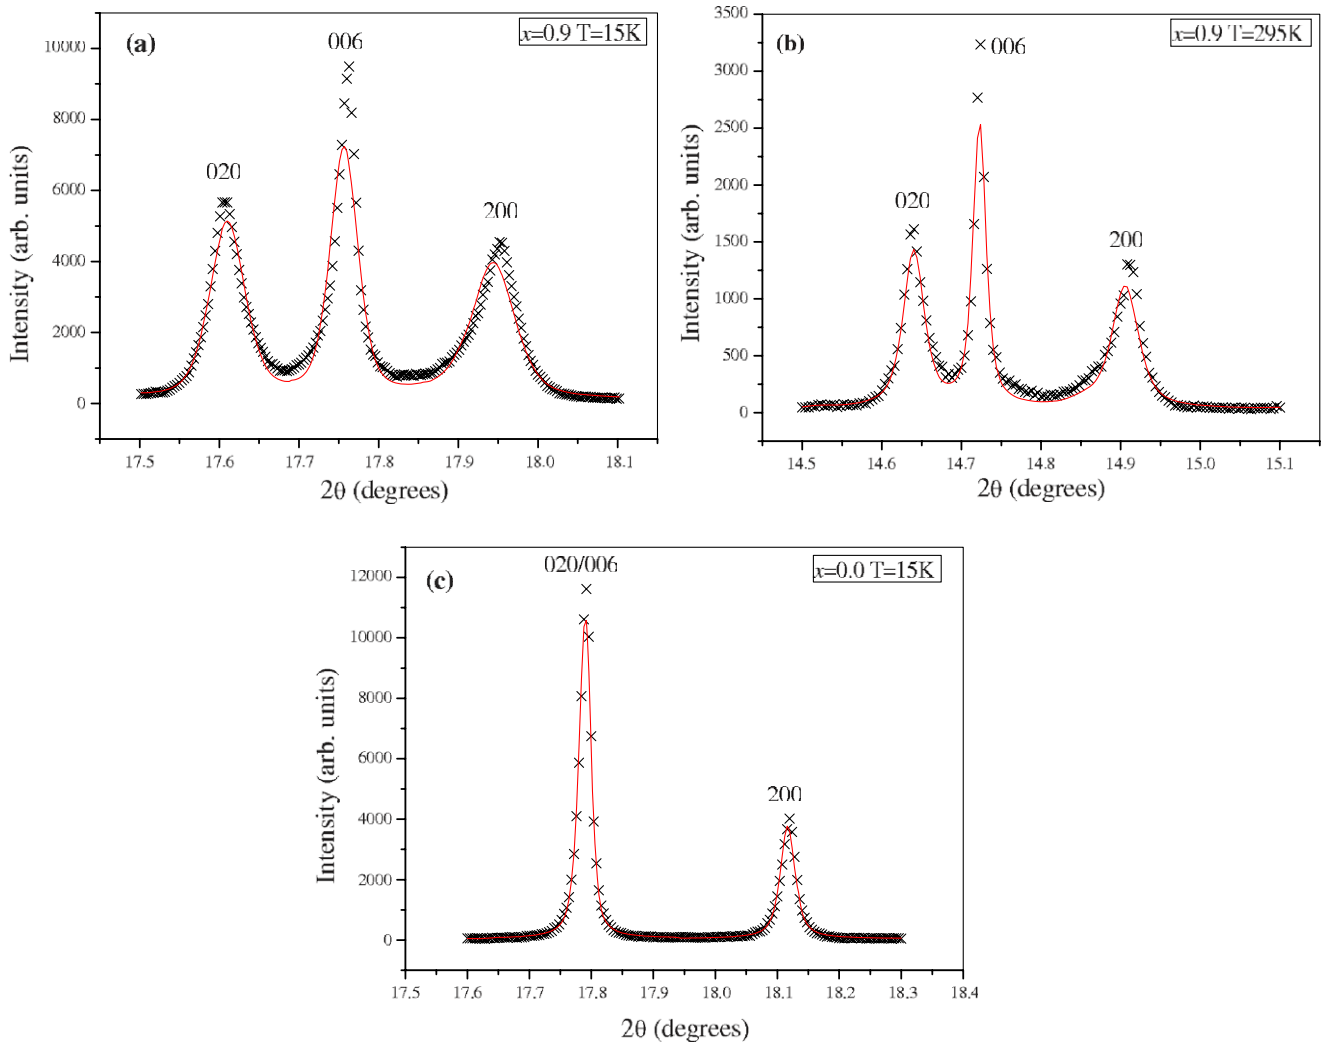 (a)
x=0.9 T=15K
020
006
200
Intensity (arb. units)
10000
8000
6000
4000
2000
0
17.5 17.6 17.7 17.8 17.9 18.0 18.1
2θ (degrees)
(b)
x=0.9 T=295K
020
006
200
Intensity (arb. units)
3500
3000
2500
2000
1500
1000
500
0
14.5 14.6 14.7 14.8 14.9 15.0 15.1
2θ (degrees)
(c)
x=0.0 T=15K
020/006
200
Intensity (arb. units)
12000
10000
8000
6000
4000
2000
0
17.5 17.6 17.7 17.8 17.9 18.0 18.1 18.2 18.3 18.4
2θ (degrees)